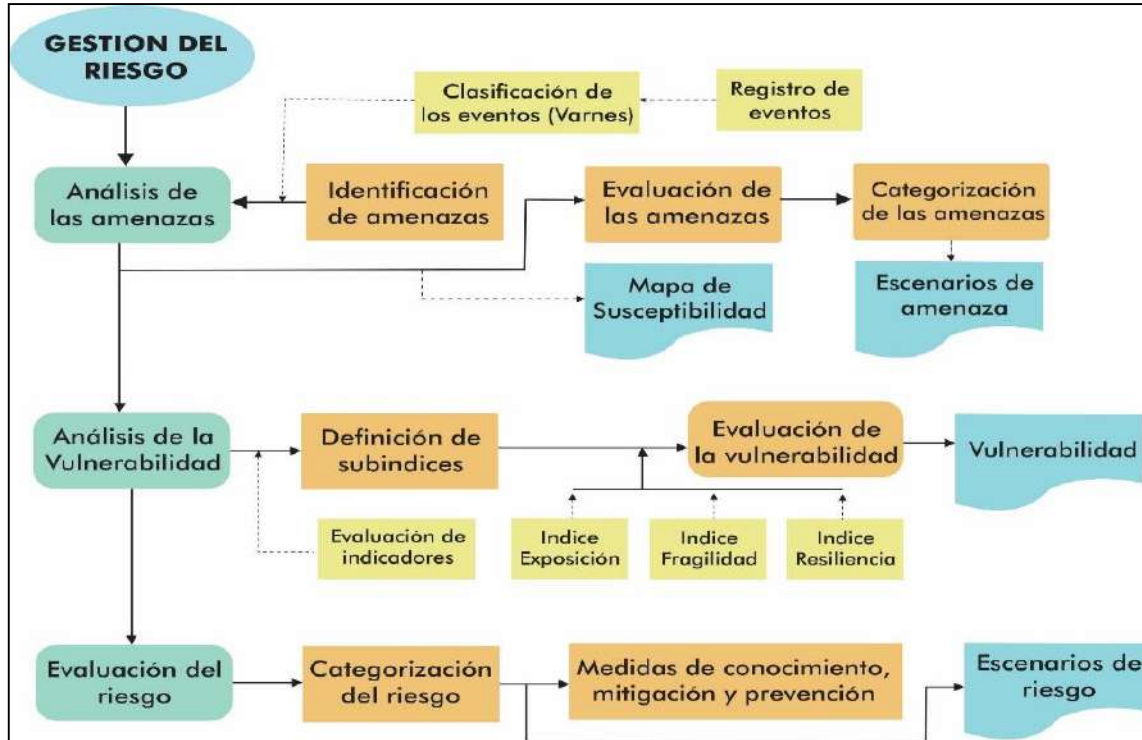 GESTION DEL
RIESGO
Clasificación de
los eventos (Varnes)
Registro de
eventos
Análisis de
las amenazas
Identificación
de amenazas
Evaluación de
las amenazas
Categorización
de las amenazas
Mapa de
Susceptibilidad
Escenarios de
amenaza
Análisis de la
Vulnerabilidad
Definición de
subindices
Evaluación de
la vulnerabilidad
Vulnerabilidad
Evaluación de
indicadores
Indice
Exposición
Indice
Fragilidad
Indice
Resiliencia
Evaluación del
riesgo
Categorización
del riesgo
Medidas de conocimiento,
mitigación y prevención
Escenarios de
riesgo